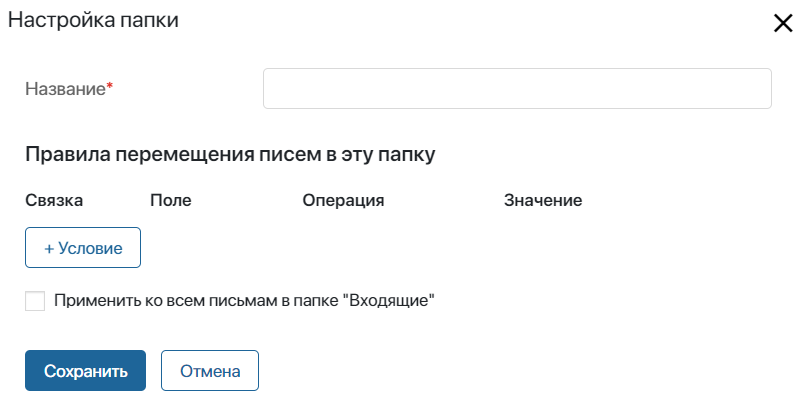 Настройка папки
Название*
Правила перемещения писем в эту папку
Связка Поле Операция Значение
+ Условие
Применить ко всем письмам в папке "Входящие"
Сохранить Отмена